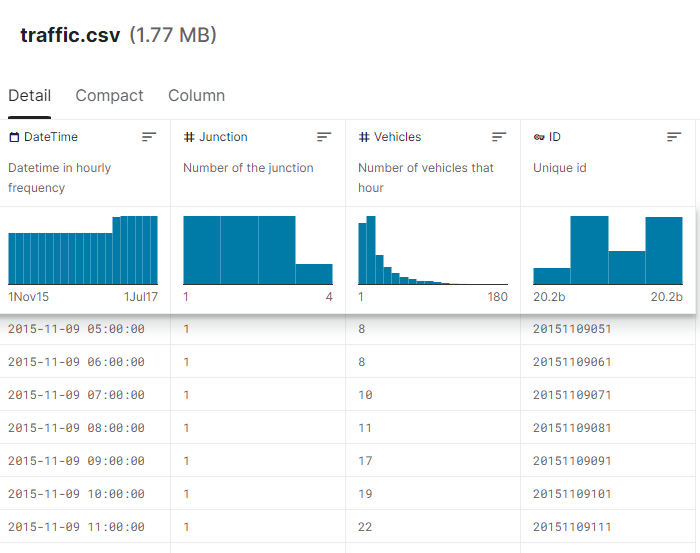 traffic.csv (1.77 MB)
Detail Compact Column
DateTime Junction Vehicles ID
Datetime in hourly Number of the junction Number of vehicles that Unique id
frequency hour
1Nov15 1Jul17 1 4 1 180 20.2b 20.2b
2015-11-09 05:00:00 1 8 20151109051
2015-11-09 06:00:00 1 8 20151109061
2015-11-09 07:00:00 1 10 20151109071
2015-11-09 08:00:00 1 11 20151109081
2015-11-09 09:00:00 1 17 20151109091
2015-11-09 10:00:00 1 19 20151109101
2015-11-09 11:00:00 1 22 20151109111